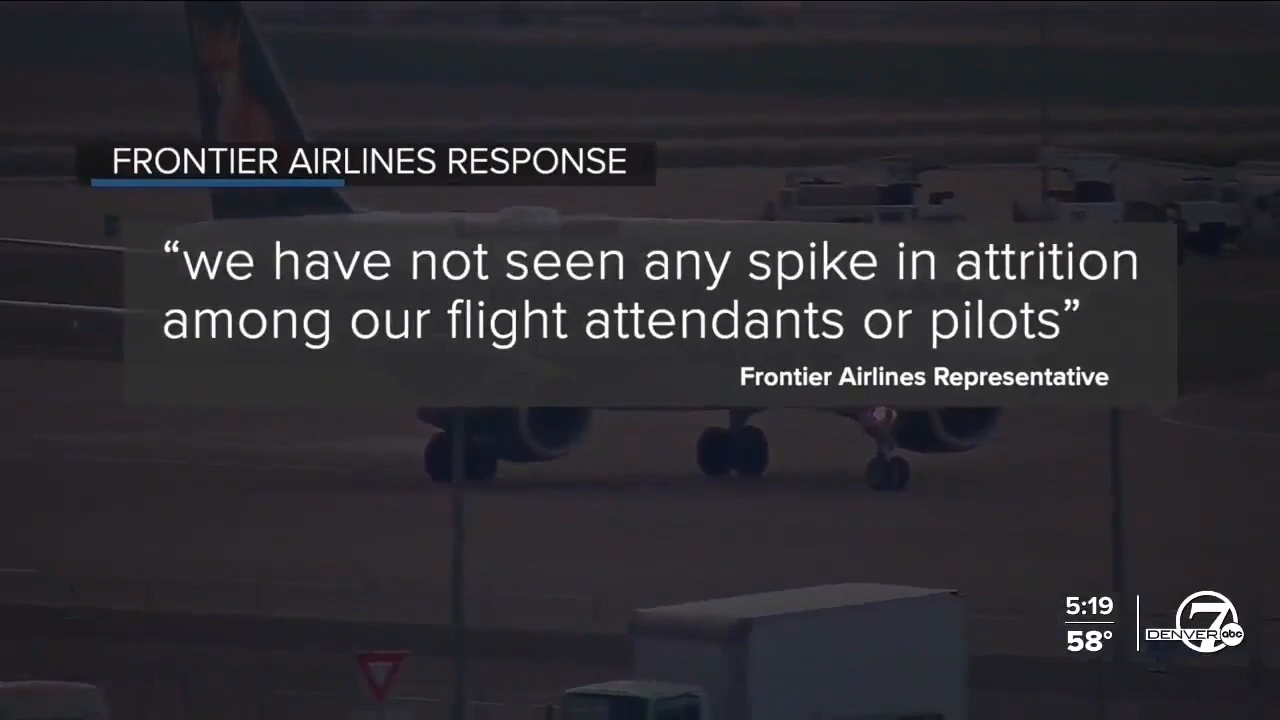 FRONTIER AIRLINES RESPONSE
“we have not seen any spike in attrition
among our flight attendants or pilots”
Frontier Airlines Representative
5:19
58°
DENVER 7 abc